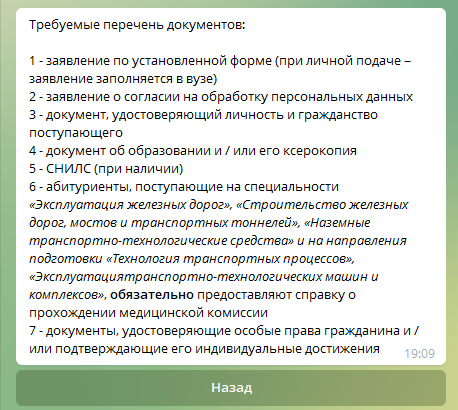 Требуемые перечень документов:
1 - заявление по установленной форме (при личной подаче –
заявление заполняется в вузе)
2 - заявление о согласии на обработку персональных данных
3 - документ, удостоверяющий личность и гражданство
поступающего
4 - документ об образовании и / или его ксерокопия
5 - СНИЛС (при наличии)
6 - абитуриенты, поступающие на специальности
«Эксплуатация железных дорог», «Строительство железных
дорог, мостов и транспортных тоннелей», «Наземные
транспортно-технологические средства» и на направления
подготовки «Технология транспортных процессов»,
«Эксплуатациятранспортно-технологических машин и
комплексов», обязательно предоставляют справку о
прохождении медицинской комиссии
7 - документы, удостоверяющие особые права гражданина и /
или подтверждающие его индивидуальные достижения
19:09
Назад